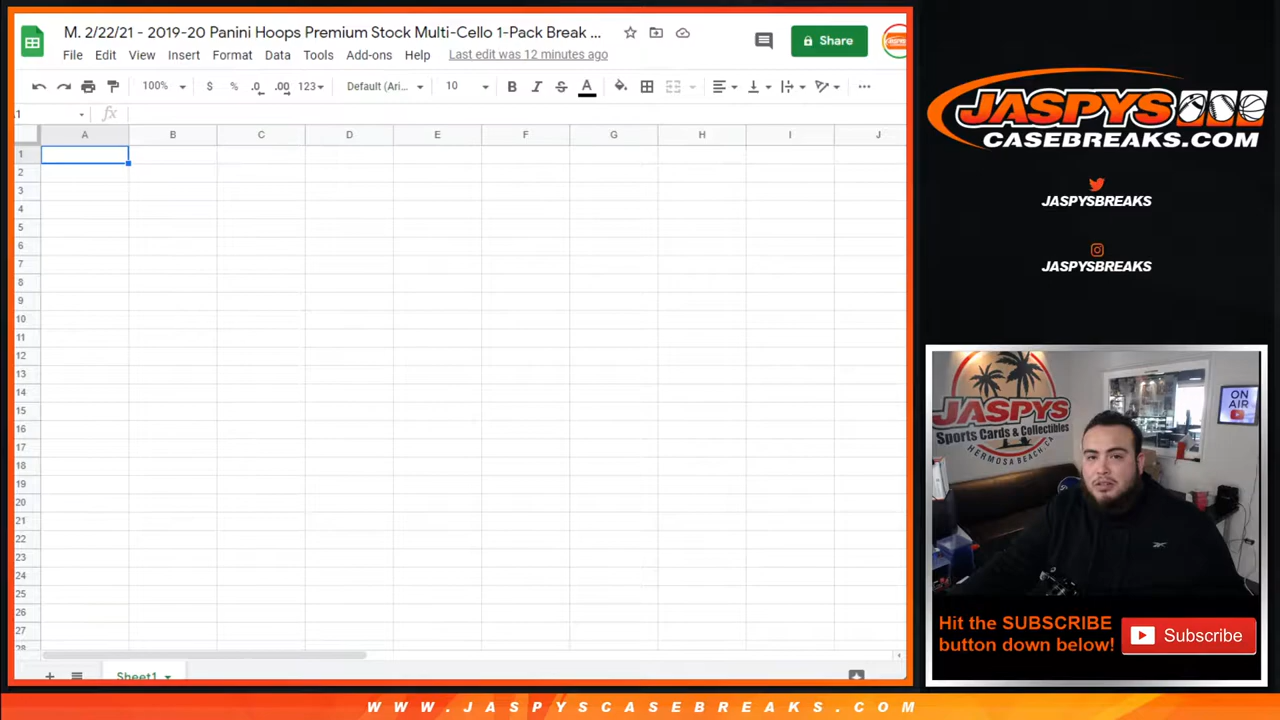 M. 2/22/21 - 2019-20 Panini Hoops Premium Stock Multi-Cello 1-Pack Break ...
Share
File Edit View Insert Format Data Tools Add-ons Help Last edit was 12 minutes ago
100% $ % .0 .00 123 Default (Ari... 10 B I S A
1 fx
A B C D E F G H I J
1
2
3
4
5
6
7
8
9
10
11
12
13
14
15
16
17
18
19
20
21
22
23
24
25
26
27
28
Sheet1
JASPYS
CASEBREAKS.COM
JASPYSBREAKS
JASPYSBREAKS
JASPYS
Sports Cards & Collectibles
HERMOSA BEACH, CA
ON
AIR
Hit the SUBSCRIBE
button down below!
Subscribe
WWW.JASPYSCASEBREAKS.COM